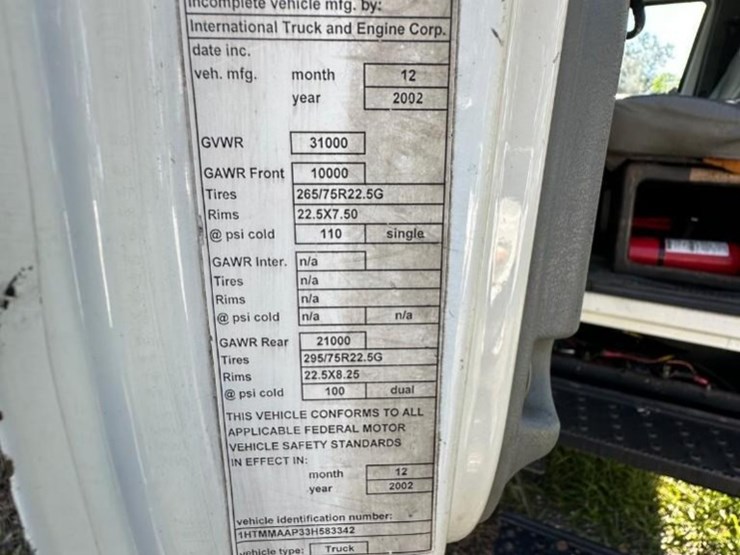 incomplete vehicle mfg. by:
International Truck and Engine Corp.
date inc.
veh. mfg. month 12
year 2002
GVWR 31000
GAWR Front 10000
Tires 265/75R22.5G
Rims 22.5X7.50
@ psi cold 110 single
GAWR Inter. n/a
Tires n/a
Rims n/a
@ psi cold n/a n/a
GAWR Rear 21000
Tires 295/75R22.5G
Rims 22.5X8.25
@ psi cold 100 dual
THIS VEHICLE CONFORMS TO ALL
APPLICABLE FEDERAL MOTOR
VEHICLE SAFETY STANDARDS
IN EFFECT IN:
month 12
year 2002
vehicle identification number:
1HTMMAAP33H583342
vehicle type: Truck